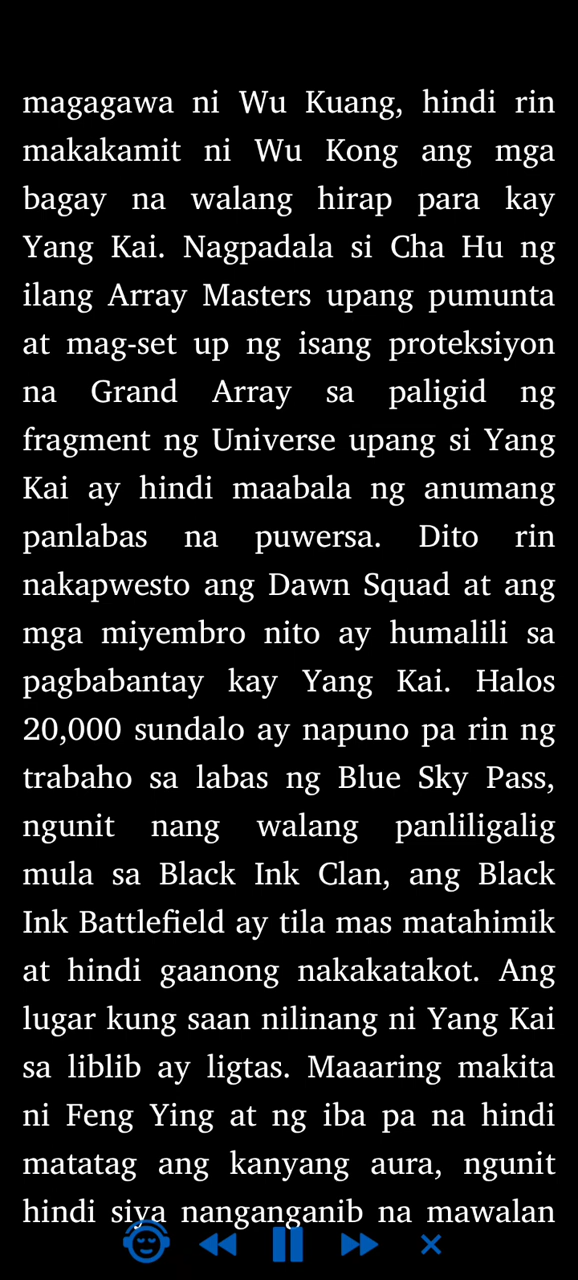 magagawa ni Wu Kuang, hindi rin
makakamit ni Wu Kong ang mga
bagay na walang hirap para kay
Yang Kai. Nagpadala si Cha Hu ng
ilang Array Masters upang pumunta
at mag-set up ng isang proteksiyon
na Grand Array sa paligid ng
fragment ng Universe upang si Yang
Kai ay hindi maabala ng anumang
panlabas na puwersa. Dito rin
nakapwesto ang Dawn Squad at ang
mga miyembro nito ay humalili sa
pagbabantay kay Yang Kai. Halos
20,000 sundalo ay napuno pa rin ng
trabaho sa labas ng Blue Sky Pass,
ngunit nang walang panliligalig
mula sa Black Ink Clan, ang Black
Ink Battlefield ay tila mas matahimik
at hindi gaanong nakakatakot. Ang
lugar kung saan nilinang ni Yang Kai
sa liblib ay ligtas. Maaaring makita
ni Feng Ying at ng iba pa na hindi
matatag ang kanyang aura, ngunit
hindi siya nanganganib na mawalan